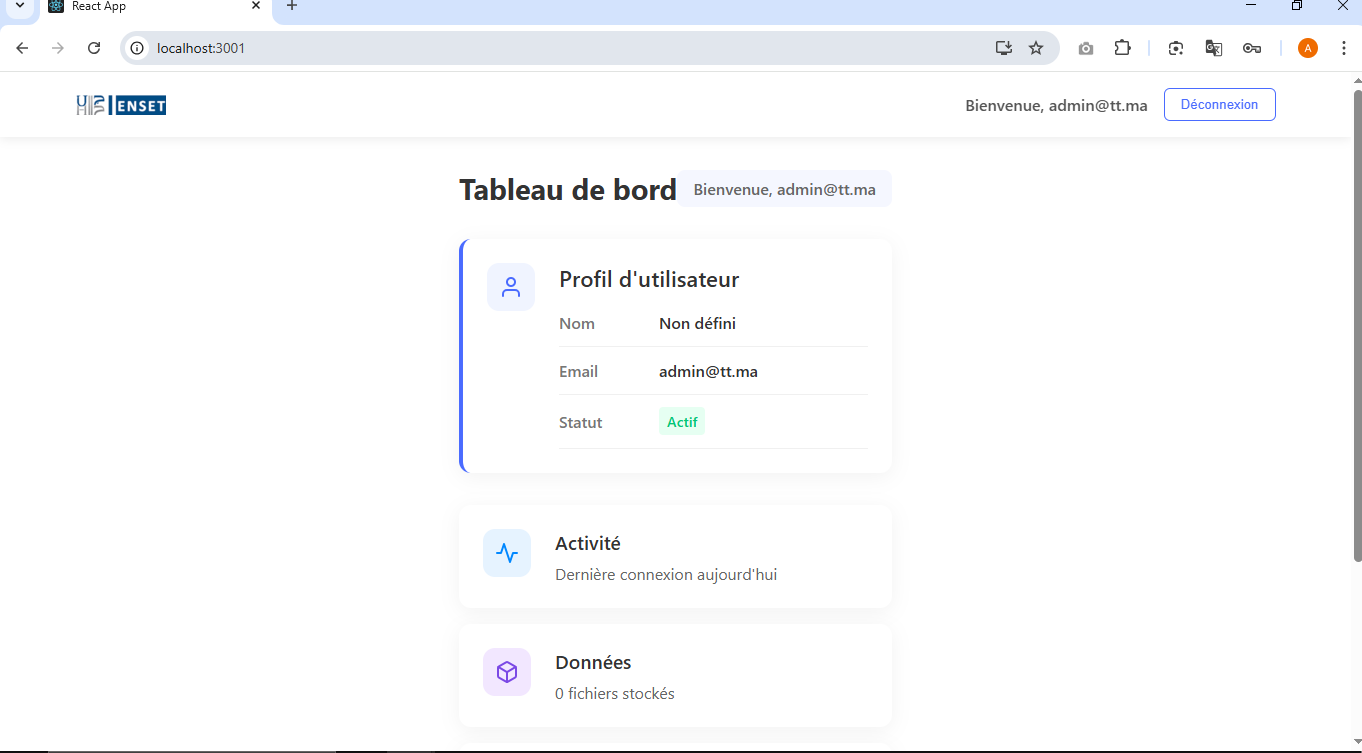 React App
localhost:3001
A
ENSET
Bienvenue, admin@tt.ma
Déconnexion
Tableau de bord
Bienvenue, admin@tt.ma
Profil d'utilisateur
Nom Non défini
Email admin@tt.ma
Statut Actif
Activité
Dernière connexion aujourd'hui
Données
0 fichiers stockés